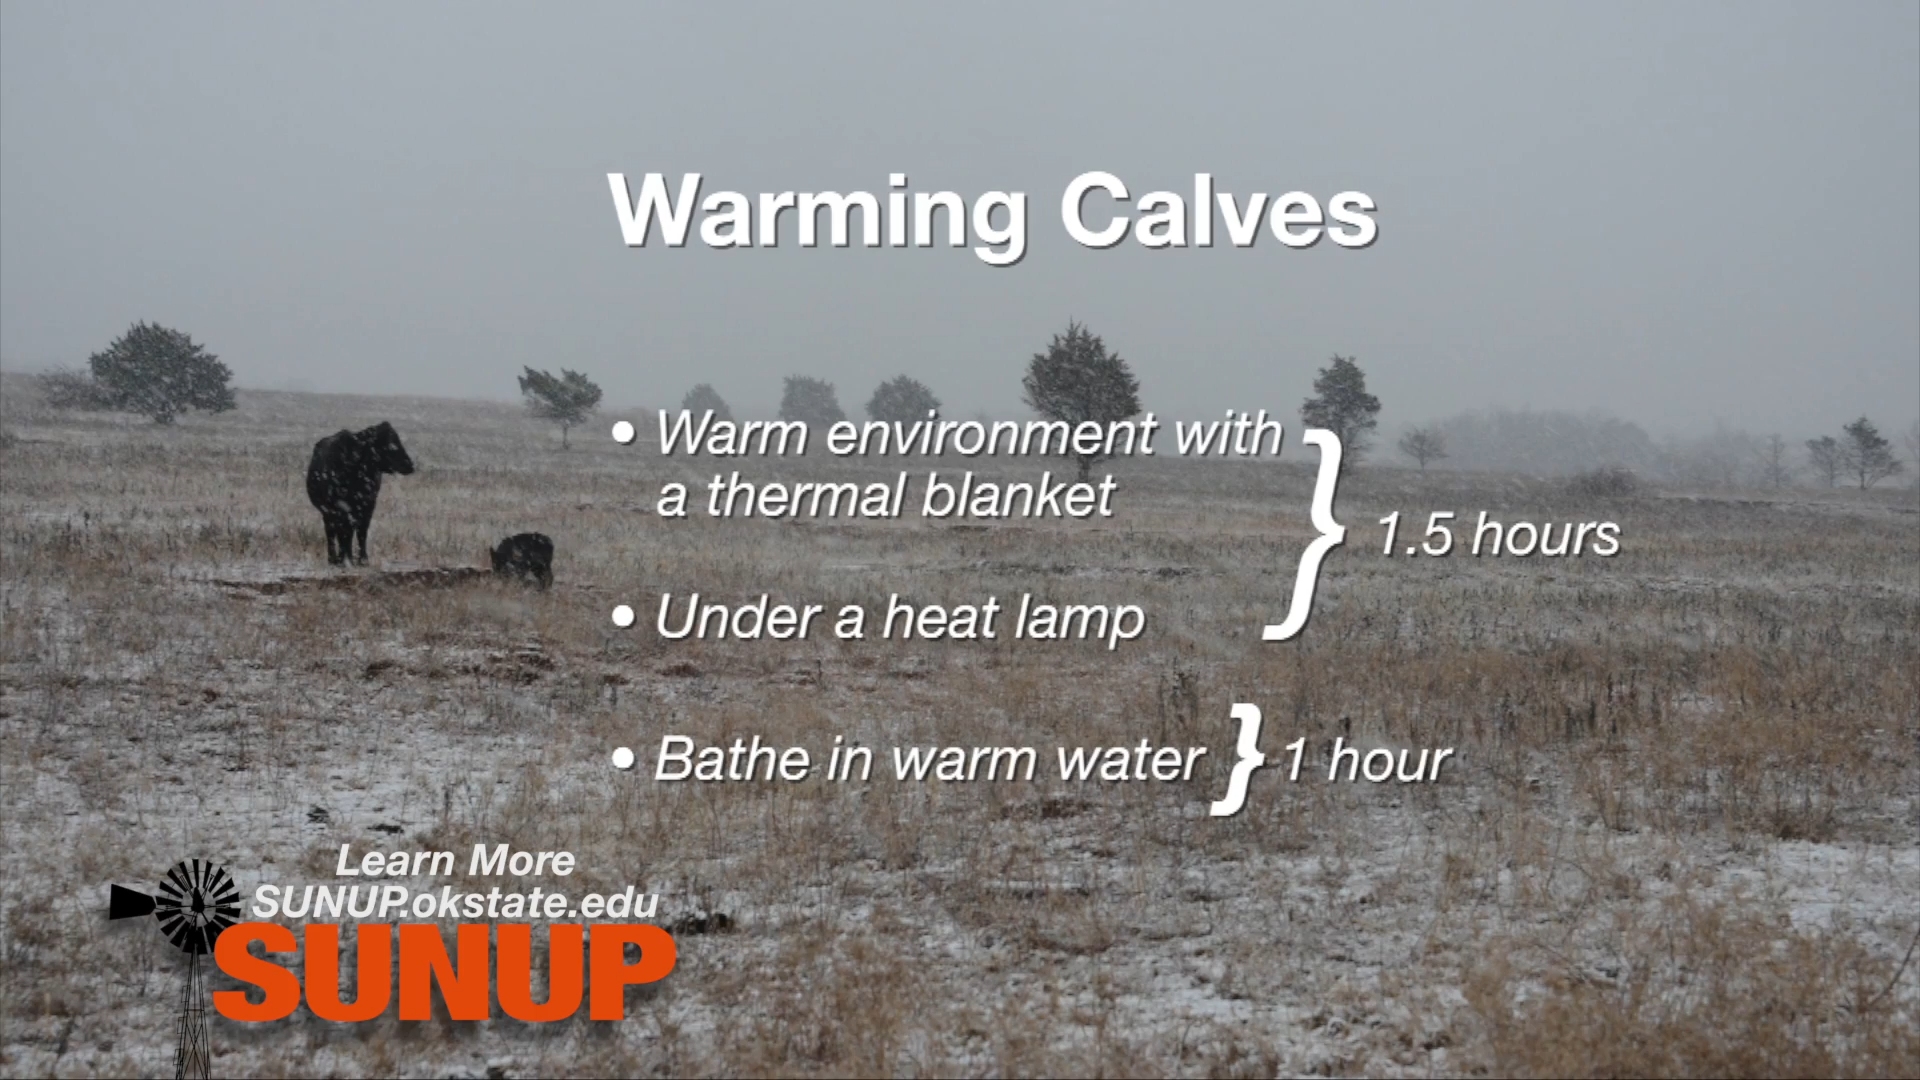 Warming Calves
• Warm environment with
a thermal blanket
} 1.5 hours
• Under a heat lamp
• Bathe in warm water } 1 hour
Learn More
SUNUP.okstate.edu
SUNUP